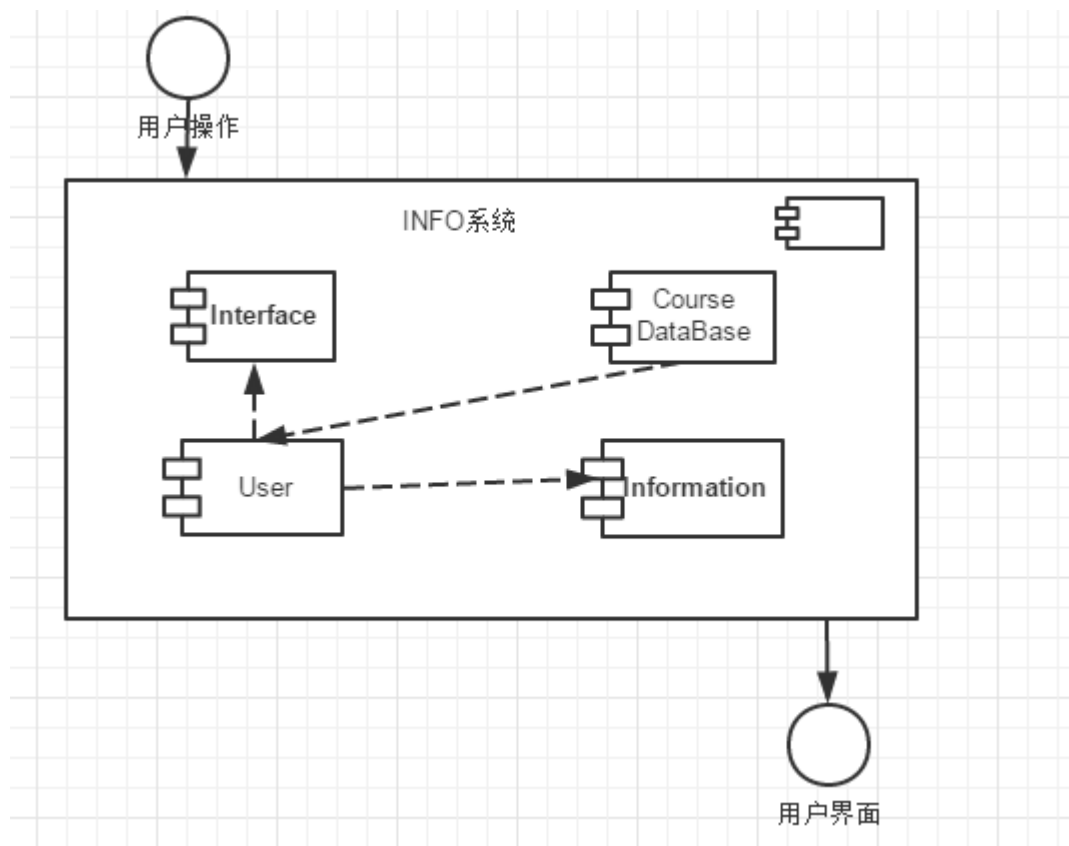 用户操作
INFO系统
Interface
Course
DataBase
User
Information
用户界面